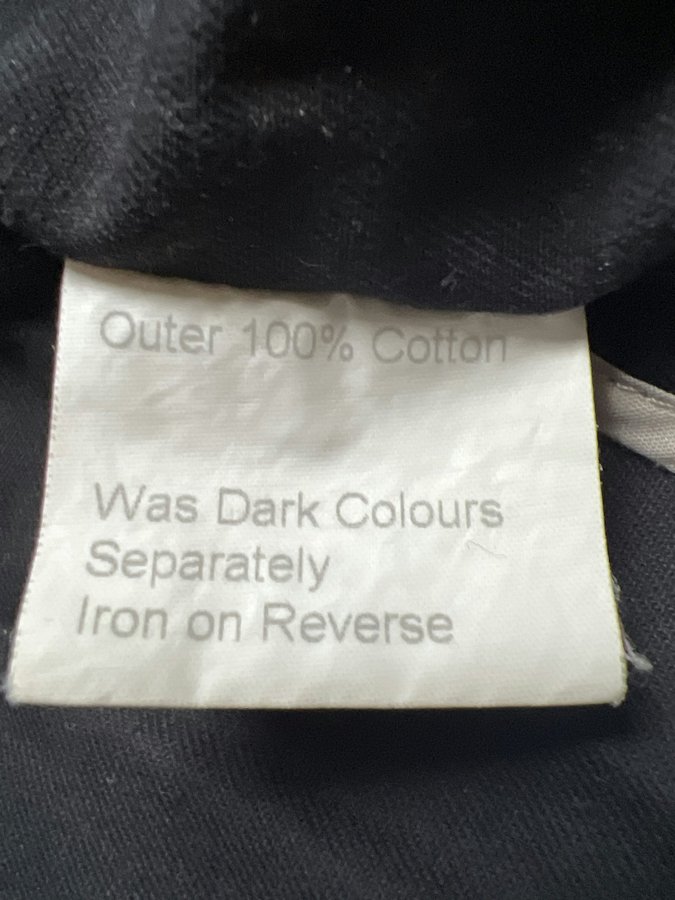 Outer 100% Cotton
Was Dark Colours
Separately
Iron on Reverse